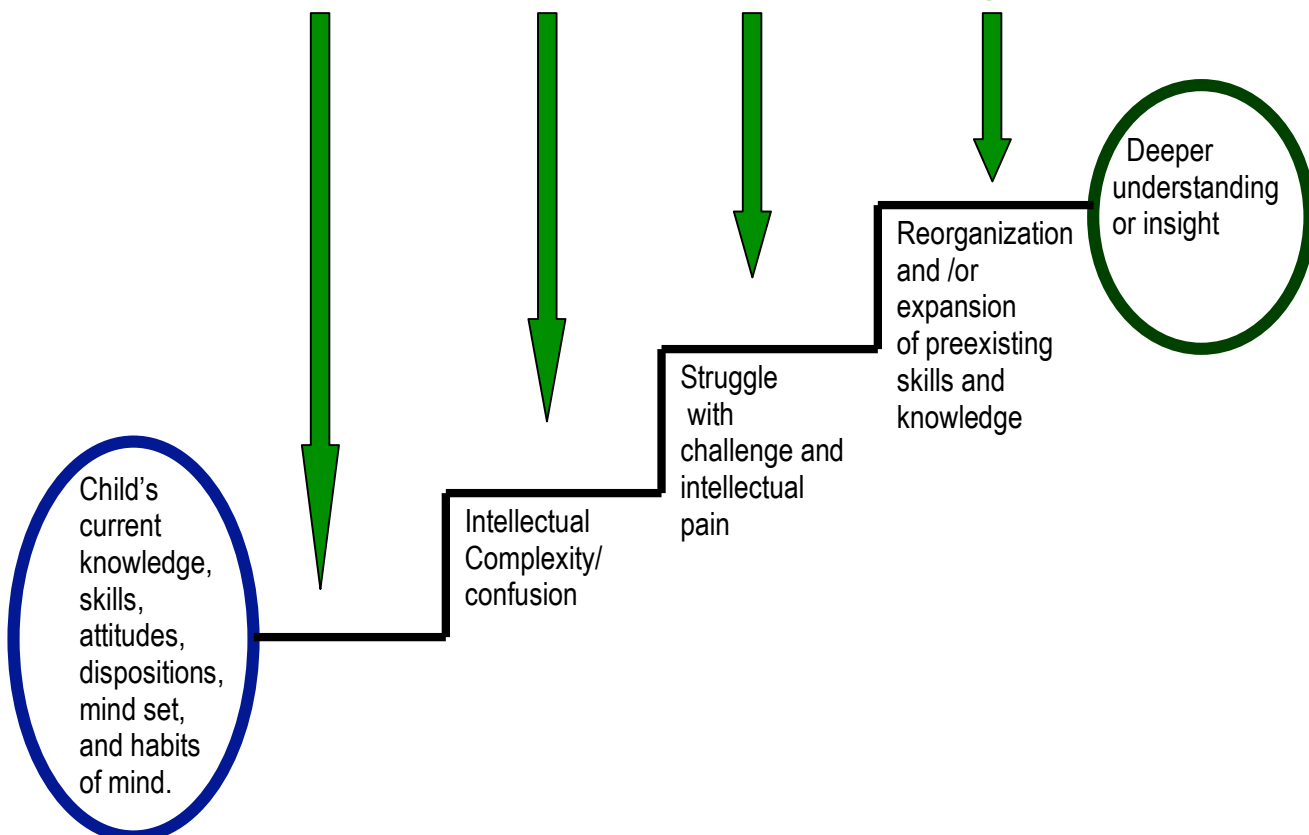 Child’s
current
knowledge,
skills,
attitudes,
dispositions,
mind set,
and habits
of mind.
Intellectual
Complexity/
confusion
Struggle
with
challenge and
intellectual
pain
Reorganization
and /or
expansion
of preexisting
skills and
knowledge
Deeper
understanding
or insight